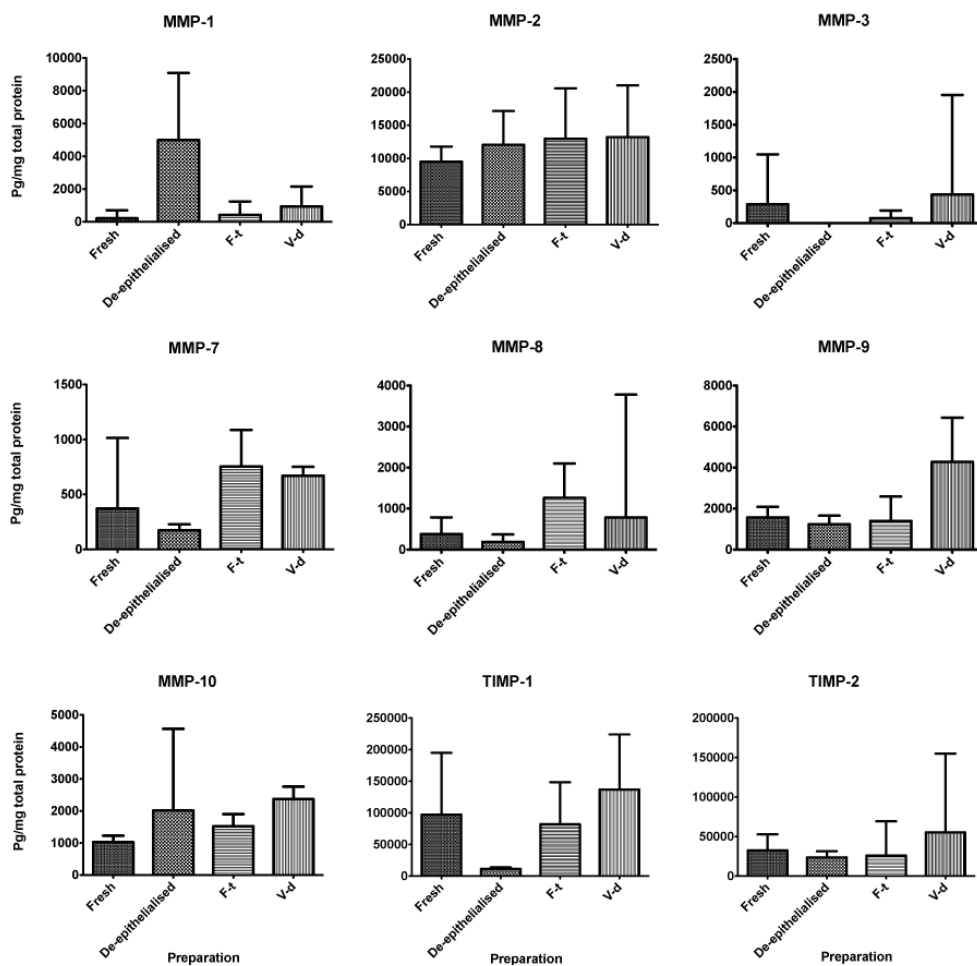 MMP-1
Pg/mg total protein
10000
8000
6000
4000
2000
0
Fresh
De-epithelialised
F-t
V-d
MMP-2
25000
20000
15000
10000
5000
0
Fresh
De-epithelialised
F-t
V-d
MMP-3
2500
2000
1500
1000
500
0
Fresh
De-epithelialised
F-t
V-d
MMP-7
Pg/mg total protein
1500
1000
500
0
Fresh
De-epithelialised
F-t
V-d
MMP-8
4000
3000
2000
1000
0
Fresh
De-epithelialised
F-t
V-d
MMP-9
8000
6000
4000
2000
0
Fresh
De-epithelialised
F-t
V-d
MMP-10
Pg/mg total protein
5000
4000
3000
2000
1000
0
Fresh
De-epithelialised
F-t
V-d
Preparation
TIMP-1
250000
200000
150000
100000
50000
0
Fresh
De-epithelialised
F-t
V-d
Preparation
TIMP-2
200000
150000
100000
50000
0
Fresh
De-epithelialised
F-t
V-d
Preparation